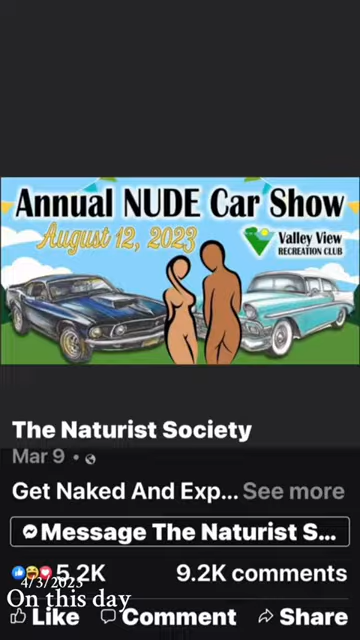 Annual NUDE Car Show
August 12, 2023
Valley View
RECREATION CLUB
The Naturist Society
Mar 9 •
Get Naked And Exp... See more
Message The Naturist S...
5.2K 9.2K comments
4/3/2023
On this day
Like Comment Share